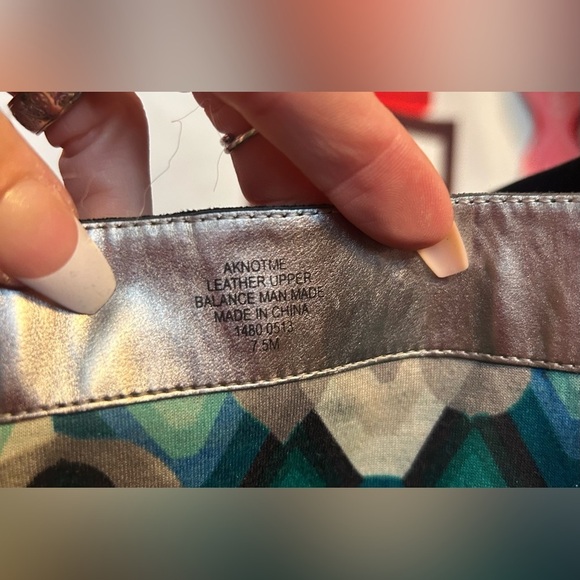 AKNOTME
LEATHER UPPER
BALANCE MAN MADE
MADE IN CHINA
1480 0513
7.5M